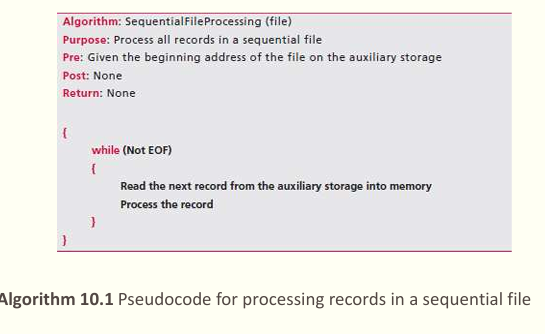 Algorithm: SequentialFileProcessing (file)
Purpose: Process all records in a sequential file
Pre: Given the beginning address of the file on the auxiliary storage
Post: None
Return: None
{
while (Not EOF)
{
Read the next record from the auxiliary storage into memory
Process the record
}
}
Algorithm 10.1 Pseudocode for processing records in a sequential file